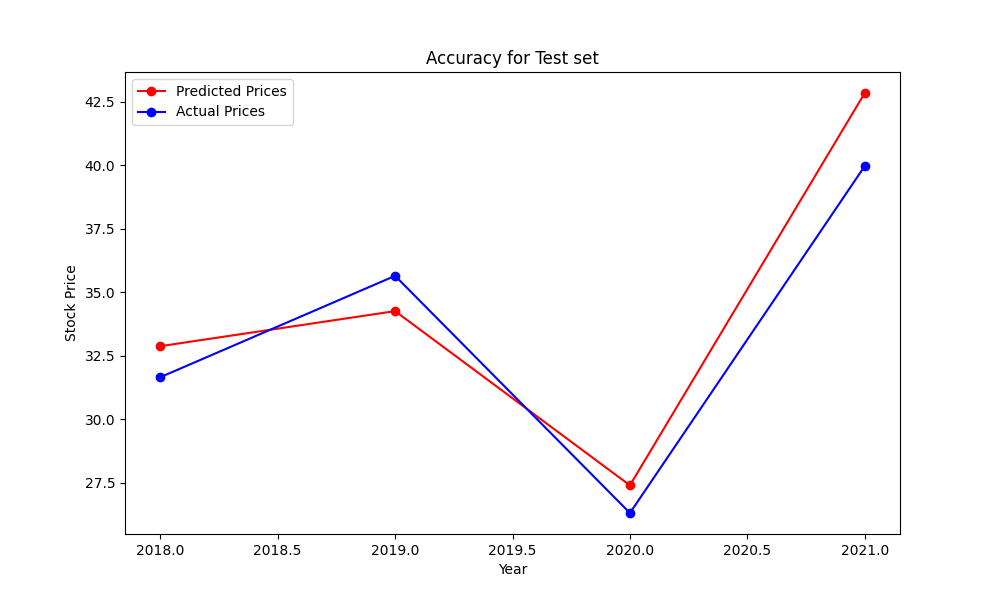 Accuracy for Test set
Predicted Prices
Actual Prices
42.5
40.0
37.5
35.0
32.5
30.0
27.5
Stock Price
2018.0 2018.5 2019.0 2019.5 2020.0 2020.5 2021.0
Year